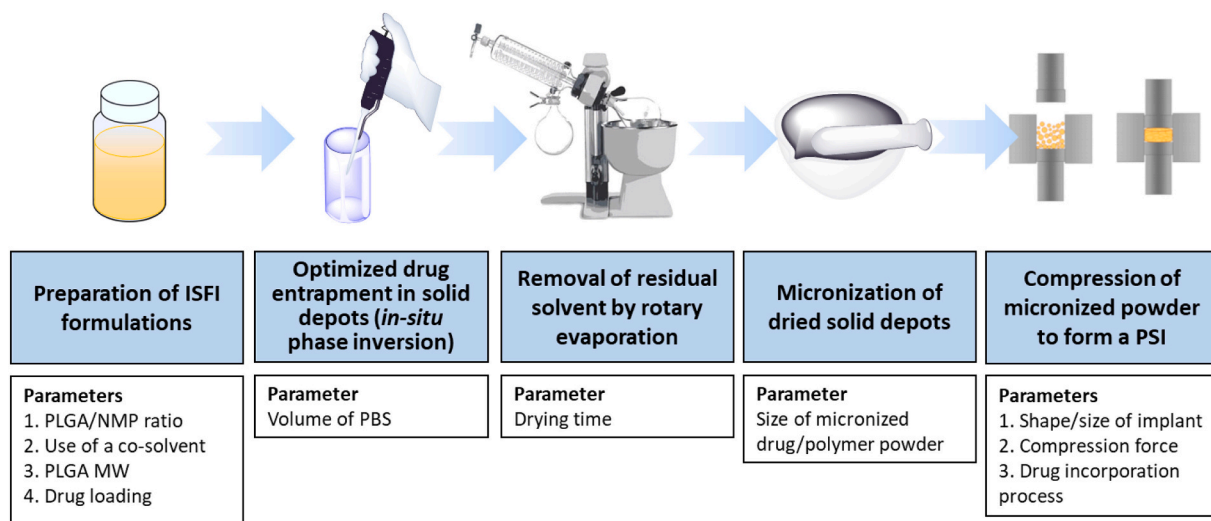 Preparation of ISFI
formulations
Optimized drug
entrapment in solid
depots (in-situ
phase inversion)
Removal of residual
solvent by rotary
evaporation
Micronization of
dried solid depots
Compression of
micronized powder
to form a PSI
Parameters
1. PLGA/NMP ratio
2. Use of a co-solvent
3. PLGA MW
4. Drug loading
Parameter
Volume of PBS
Parameter
Drying time
Parameter
Size of micronized
drug/polymer powder
Parameters
1. Shape/size of implant
2. Compression force
3. Drug incorporation
process